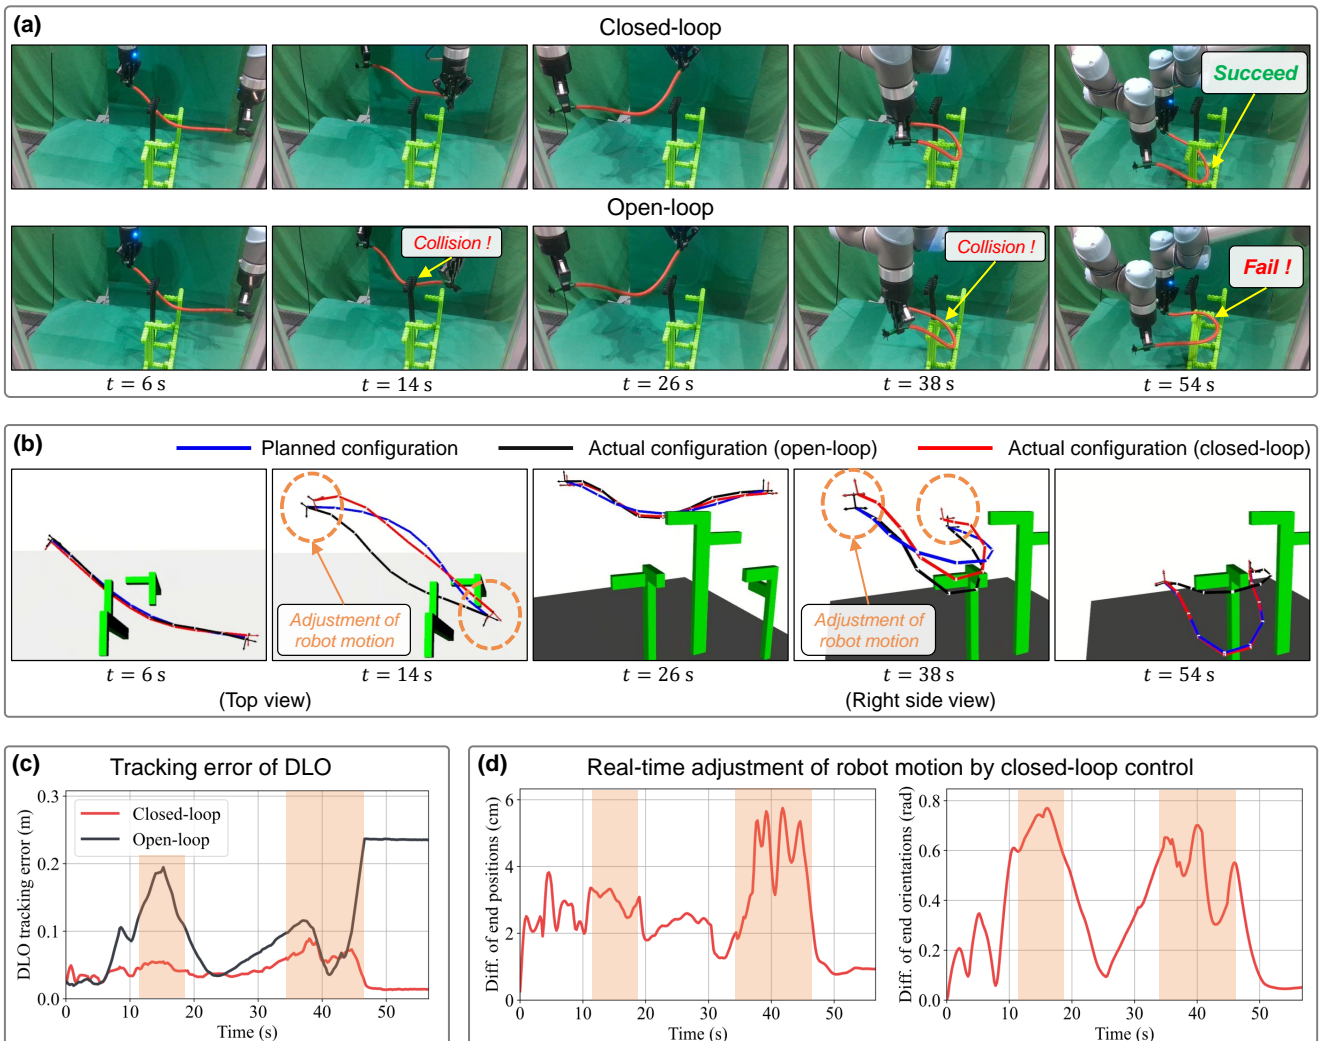 (a)
Closed-loop
Succeed
Open-loop
Collision !
Collision !
Fail !
t = 6 s
t = 14 s
t = 26 s
t = 38 s
t = 54 s
(b)
Planned configuration
Actual configuration (open-loop)
Actual configuration (closed-loop)
Adjustment of
robot motion
Adjustment of
robot motion
t = 6 s
t = 14 s
t = 26 s
t = 38 s
t = 54 s
(Top view)
(Right side view)
(c)
Tracking error of DLO
DLO tracking error (m)
0.3
0.2
0.1
0.0
Closed-loop
Open-loop
0 10 20 30 40 50
Time (s)
(d)
Real-time adjustment of robot motion by closed-loop control
Diff. of end positions (cm)
6
4
2
0
0 10 20 30 40 50
Time (s)
Diff. of end orientations (rad)
0.8
0.6
0.4
0.2
0.0
0 10 20 30 40 50
Time (s)